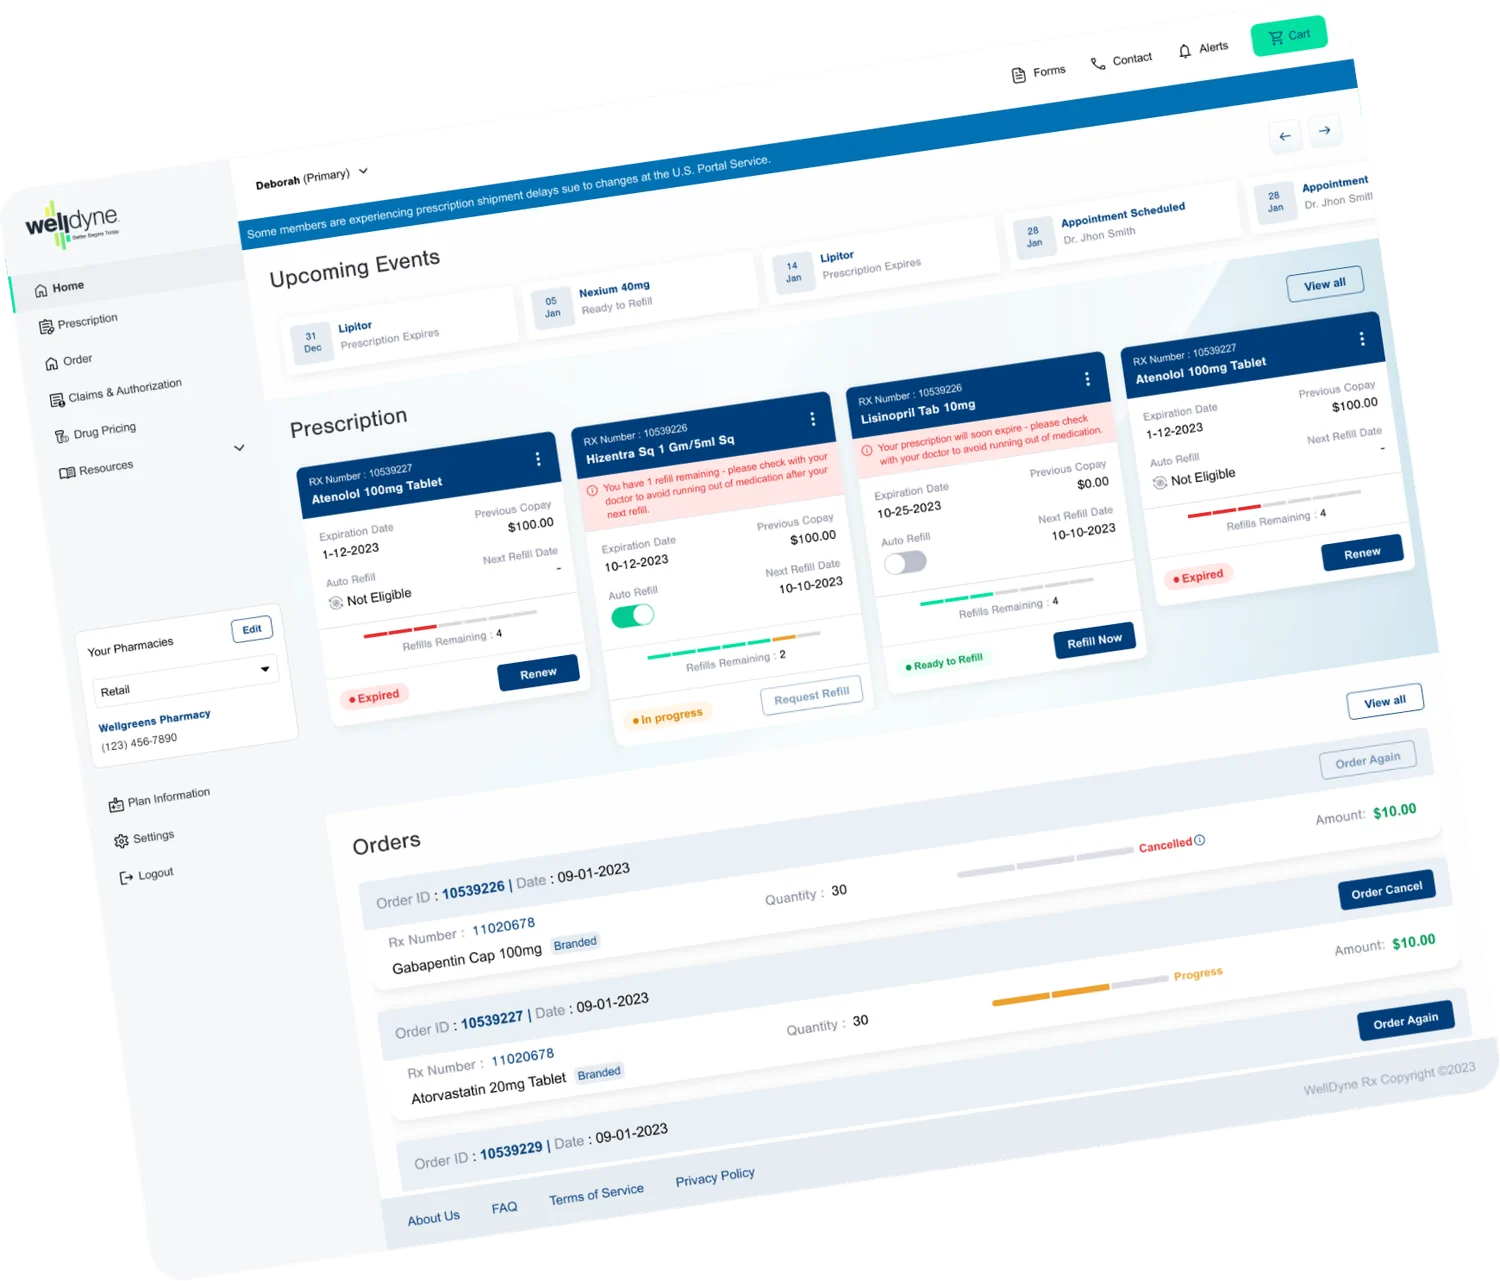 Forms
Contact
Alerts
Cart
Deborah (Primary)
Some members are experiencing prescription shipment delays sue to changes at the U.S. Portal Service.
welldyne
Better Begins Today
Home
Prescription
Order
Claims & Authorization
Drug Pricing
Resources
Your Pharmacies
Edit
Retail
Wellgreens Pharmacy
(123) 456-7890
Plan Information
Settings
Logout
Upcoming Events
31
Dec
Lipitor
Prescription Expires
05
Jan
Nexium 40mg
Ready to Refill
14
Jan
Lipitor
Prescription Expires
28
Jan
Appointment Scheduled
Dr. Jhon Smith
28
Jan
Appointment
Dr. Jhon Smitl
View all
Prescription
RX Number : 10539227
Atenolol 100mg Tablet
Expiration Date
1-12-2023
Previous Copay
$100.00
Auto Refill
Not Eligible
Next Refill Date
-
Refills Remaining : 4
Expired
Renew
RX Number : 10539226
Hizentra Sq 1 Gm/5ml Sq
You have 1 refill remaining - please check with your
doctor to avoid running out of medication after your
next refill.
Expiration Date
10-12-2023
Previous Copay
$100.00
Auto Refill
Next Refill Date
10-10-2023
Refills Remaining : 2
In progress
Request Refill
RX Number : 10539226
Lisinopril Tab 10mg
Your prescription will soon expire - please check
with your doctor to avoid running out of medication.
Expiration Date
10-25-2023
Previous Copay
$0.00
Auto Refill
Next Refill Date
10-10-2023
Refills Remaining : 4
Ready to Refill
Refill Now
RX Number : 10539227
Atenolol 100mg Tablet
Expiration Date
1-12-2023
Previous Copay
$100.00
Auto Refill
Not Eligible
Next Refill Date
-
Refills Remaining : 4
Expired
Renew
View all
Orders
Order ID : 10539226 | Date : 09-01-2023
Order Again
Rx Number : 11020678
Gabapentin Cap 100mg Branded
Quantity : 30
Cancelled
Amount: $10.00
Order ID : 10539227 | Date : 09-01-2023
Order Cancel
Rx Number : 11020678
Atorvastatin 20mg Tablet Branded
Quantity : 30
Progress
Amount: $10.00
Order ID : 10539229 | Date : 09-01-2023
Order Again
About Us
FAQ
Terms of Service
Privacy Policy
WellDyne Rx Copyright ©2023